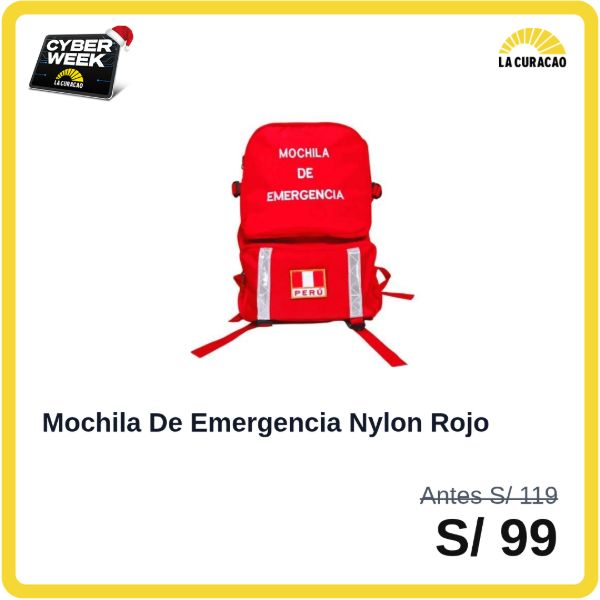 CYBER
WEEK
LA CURACAO
LA CURACAO
MOCHILA
DE
EMERGENCIA
PERÚ
Mochila De Emergencia Nylon Rojo
Antes S/ 119
S/ 99